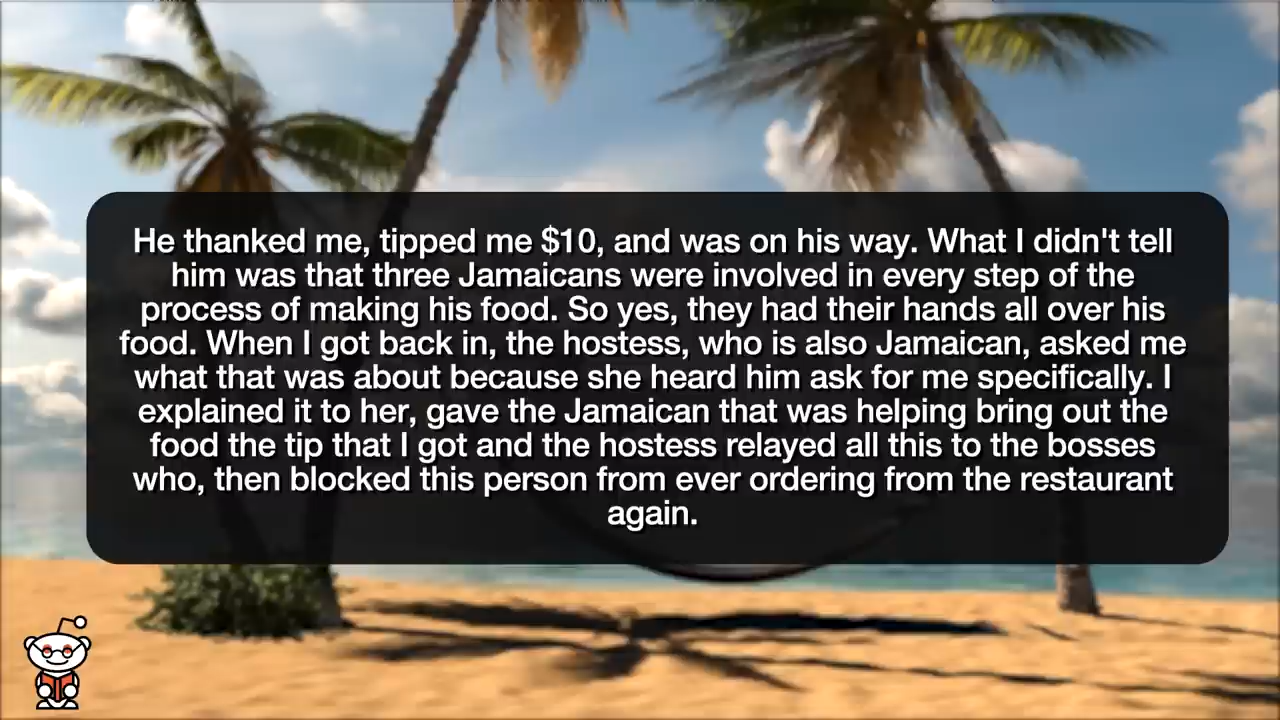 He thanked me, tipped me $10, and was on his way. What I didn't tell
him was that three Jamaicans were involved in every step of the
process of making his food. So yes, they had their hands all over his
food. When I got back in, the hostess, who is also Jamaican, asked me
what that was about because she heard him ask for me specifically. I
explained it to her, gave the Jamaican that was helping bring out the
food the tip that I got and the hostess relayed all this to the bosses
who, then blocked this person from ever ordering from the restaurant
again.